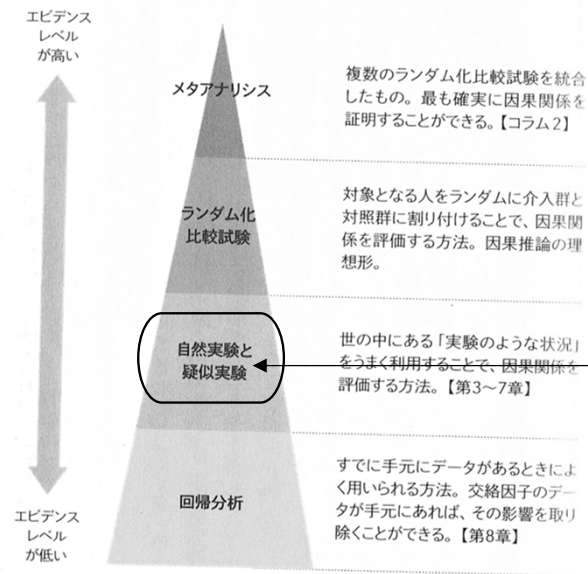 エビデンス
レベル
が高い
メタアナリシス
複数のランダム化比較試験を統合
したもの。最も確実に因果関係を
証明することができる。【コラム2】
ランダム化
比較試験
対象となる人をランダムに介入群と
対照群に割り付けることで、因果関
係を評価する方法。因果推論の理
想形。
自然実験と
疑似実験
世の中にある「実験のような状況」
をうまく利用することで、因果関係を
評価する方法。【第3〜7章】
回帰分析
すでに手元にデータがあるときによ
く用いられる方法。交絡因子のデー
タが手元にあれば、その影響を取り
除くことができる。【第8章】
エビデンス
レベル
が低い